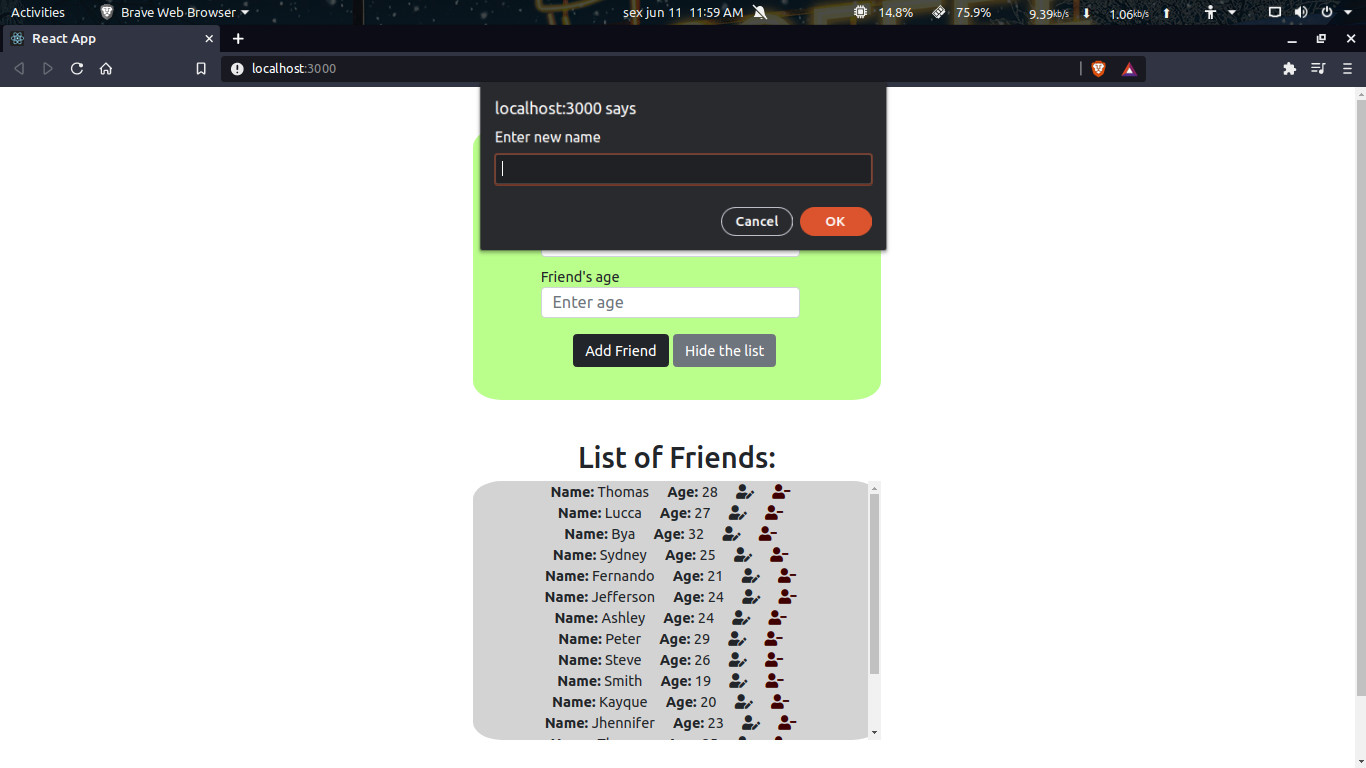 Activities Brave Web Browser sex jun 11 11:59 AM 14.8% 75.9% 9.39kb/s 1.06kb/s
React App
localhost:3000
localhost:3000 says
Enter new name
Cancel OK
Friend's age
Enter age
Add Friend Hide the list
List of Friends:
Name: Thomas Age: 28
Name: Lucca Age: 27
Name: Bya Age: 32
Name: Sydney Age: 25
Name: Fernando Age: 21
Name: Jefferson Age: 24
Name: Ashley Age: 24
Name: Peter Age: 29
Name: Steve Age: 26
Name: Smith Age: 19
Name: Kayque Age: 20
Name: Jhennifer Age: 23